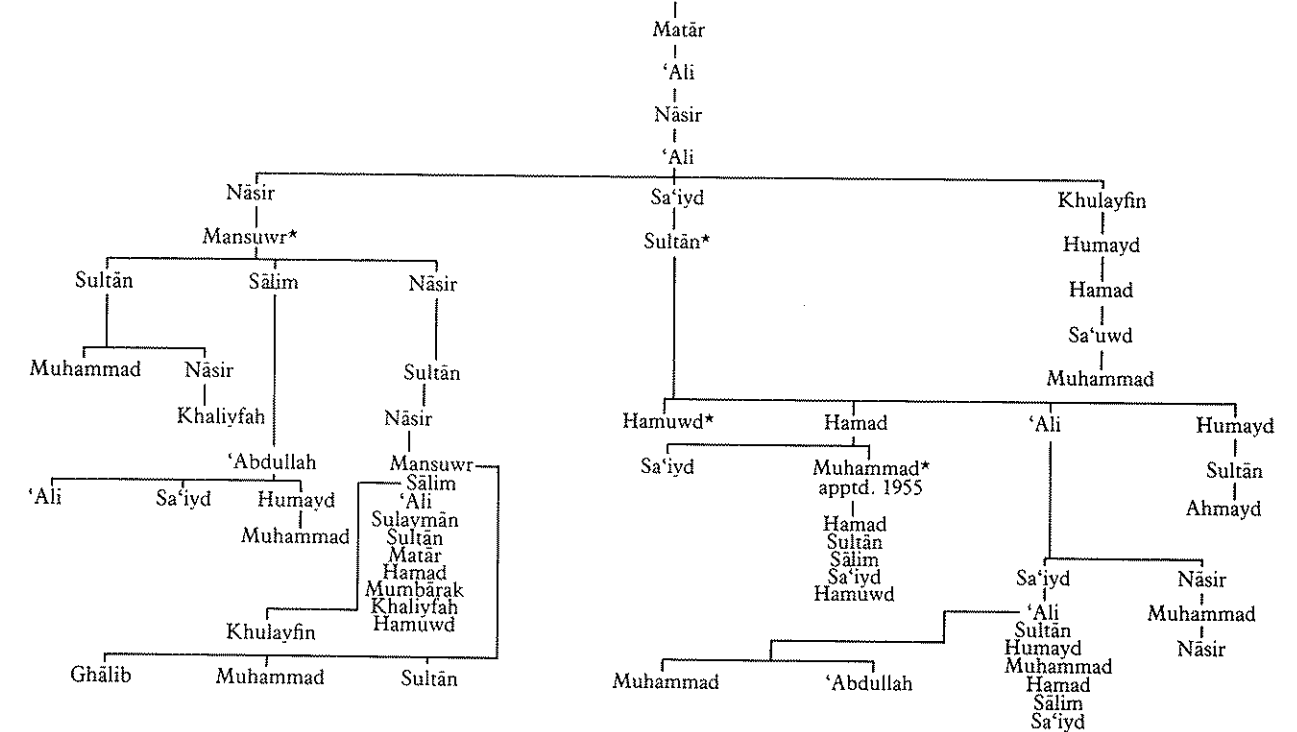 Matār
‘Ali
Nāsir
‘Ali
Nāsir Sa‘iyd Khulayfin
Mansuwr* Sultān* Humayd
Sultān Sālim Nāsir Hamad
Sa‘uwd
Muhammad Nāsir Sultān Muhammad
Khaliyfah Nāsir Hamuwd* Hamad ‘Ali Humayd
‘Abdullah Mansuwr Sa‘iyd Muhammad* Sultān
‘Ali Sa‘iyd Humayd Sālim apptd. 1955
‘Ali Ahmayd
Muhammad Sulaymān Hamad
Sultān Sultān
Matār Sālim
Hamad Sa‘iyd Sa‘iyd Nāsir
Mumbārak Hamuwd
Khaliyfah ‘Ali Muhammad
Khulayfin Hamuwd Sultān
Humayd Nāsir
Muhammad
Ghālib Muhammad Sultān Muhammad ‘Abdullah Hamad
Sālim
Sa‘iyd